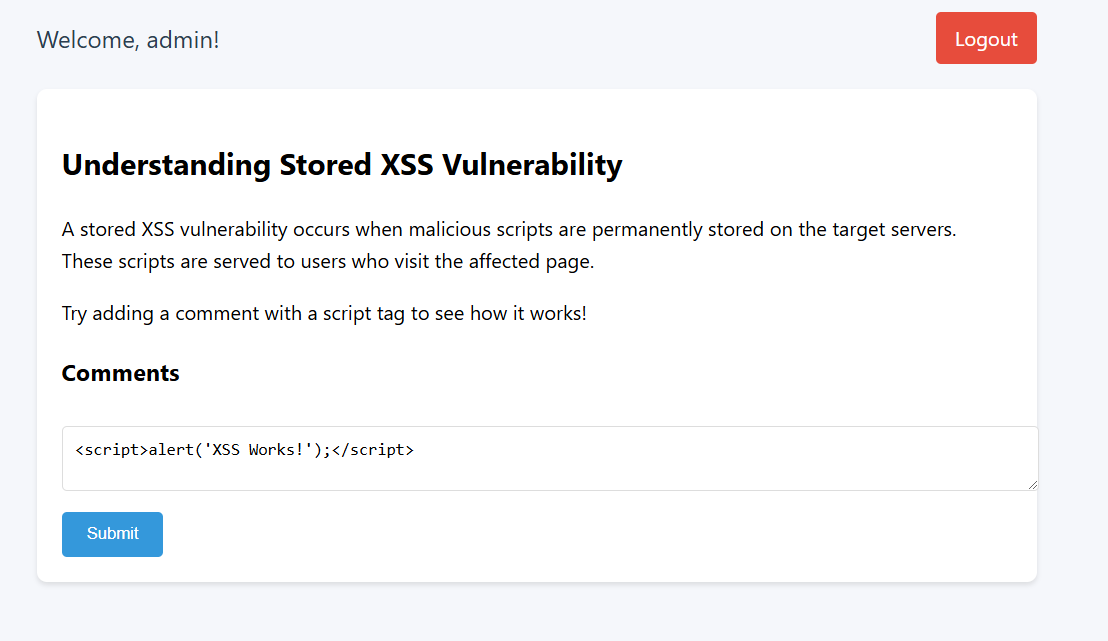 Welcome, admin!
Logout
Understanding Stored XSS Vulnerability
A stored XSS vulnerability occurs when malicious scripts are permanently stored on the target servers.
These scripts are served to users who visit the affected page.
Try adding a comment with a script tag to see how it works!
Comments
<script>alert('XSS Works!');</script>
Submit